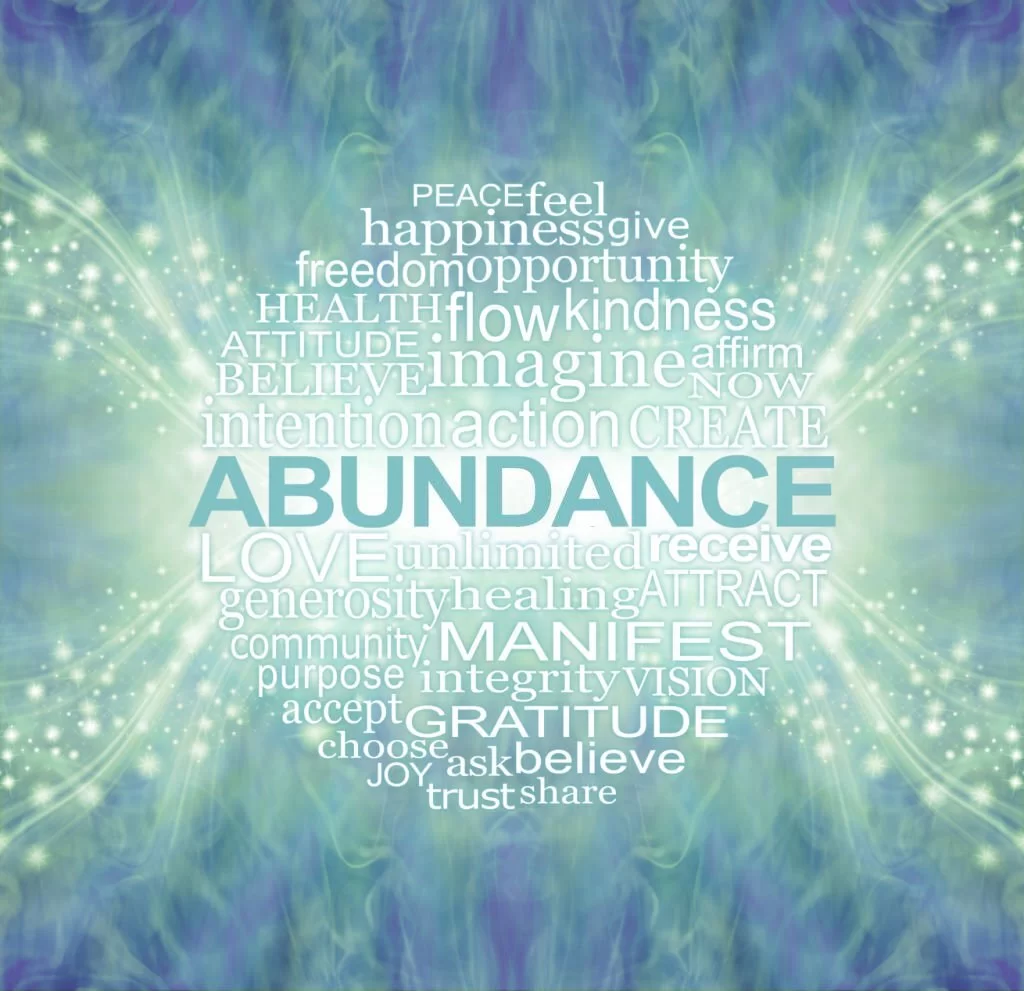 PEACE feel
happiness give
freedom opportunity
HEALTH flow kindness
ATTITUDE imagine affirm
BELIEVE NOW
intention action CREATE
ABUNDANCE
LOVE unlimited receive
generosity healing ATTRACT
community MANIFEST
purpose integrity VISION
accept GRATITUDE
choose ask believe
JOY trust share